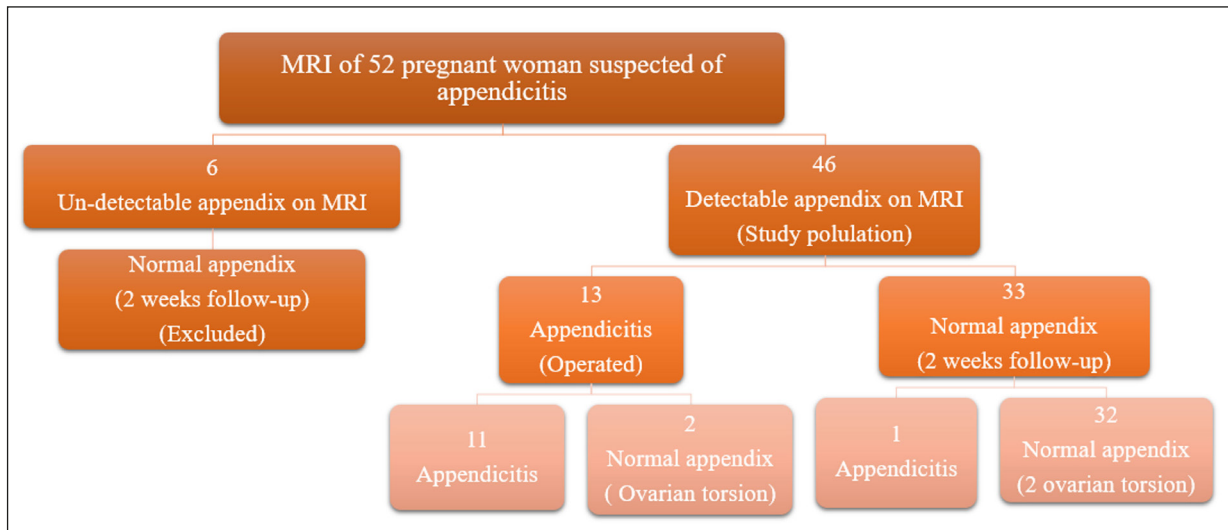 MRI of 52 pregnant woman suspected of
appendicitis
6
Un-detectable appendix on MRI
46
Detectable appendix on MRI
(Study polulation)
Normal appendix
(2 weeks follow-up)
(Excluded)
13
Appendicitis
(Operated)
33
Normal appendix
(2 weeks follow-up)
11
Appendicitis
2
Normal appendix
( Ovarian torsion)
1
Appendicitis
32
Normal appendix
(2 ovarian torsion)